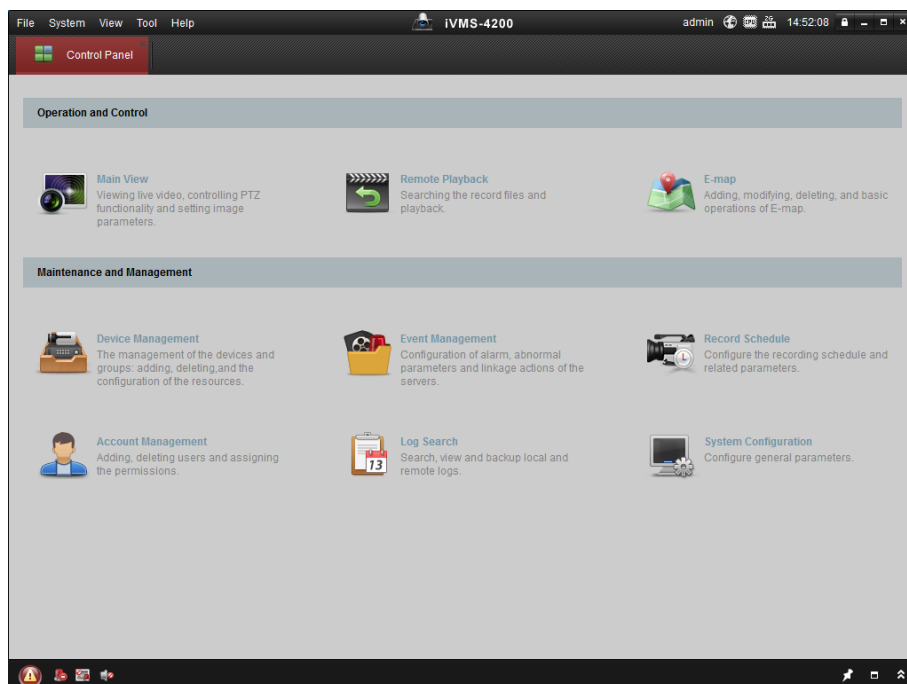 File System View Tool Help iVMS-4200 admin 14:52:08
Control Panel
Operation and Control
Main View
Viewing live video, controlling PTZ
functionality and setting image
parameters.
Remote Playback
Searching the record files and
playback.
E-map
Adding, modifying, deleting, and basic
operations of E-map.
Maintenance and Management
Device Management
The management of the devices and
groups: adding, deleting,and the
configuration of the resources.
Event Management
Configuration of alarm, abnormal
parameters and linkage actions of the
servers.
Record Schedule
Configure the recording schedule and
related parameters.
Account Management
Adding, deleting users and assigning
the permissions.
13
Log Search
Search, view and backup local and
remote logs.
System Configuration
Configure general parameters.